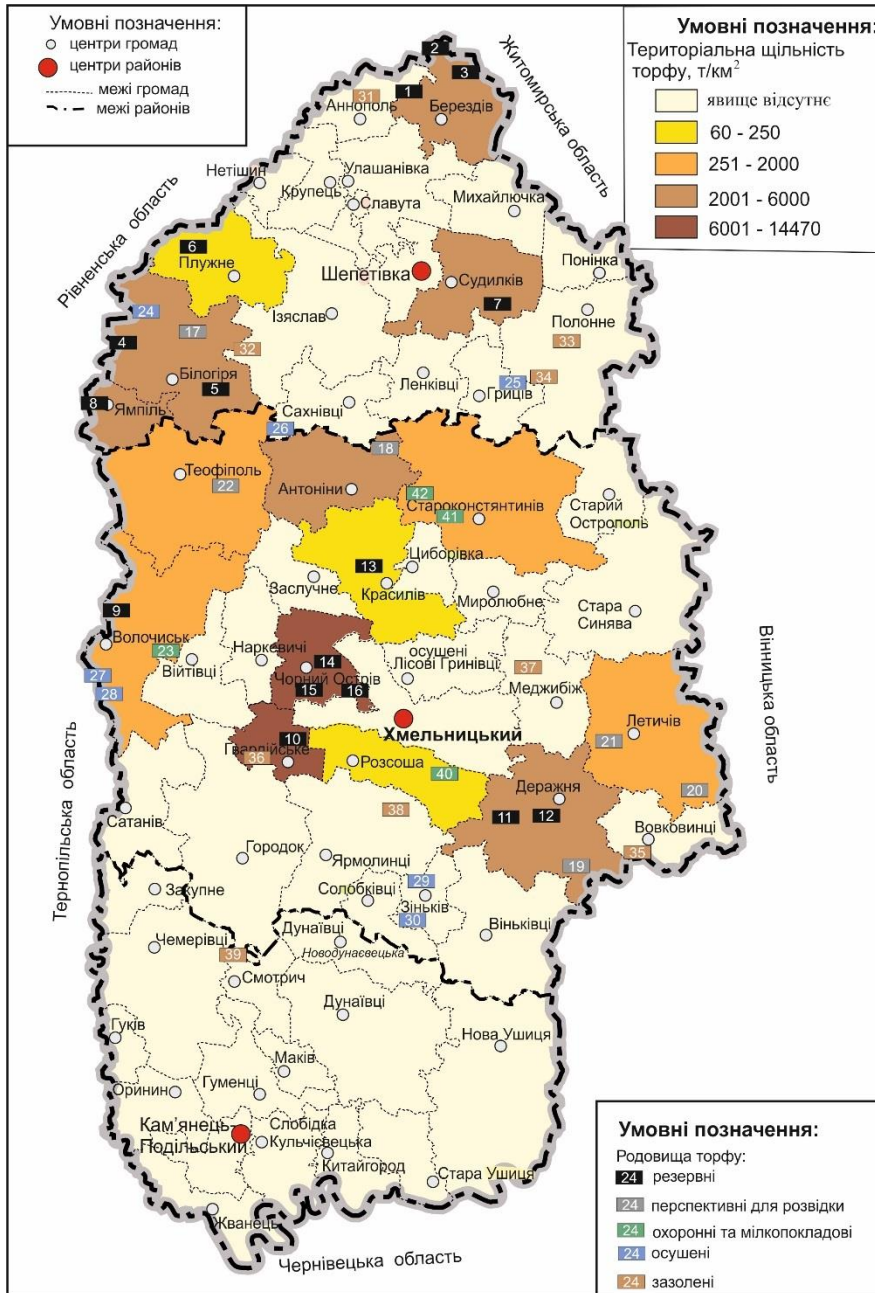 Умовні позначення:
центри громад
центри районів
межі громад
межі районів
Умовні позначення:
Територіальна щільність
торфу, т/км²
явище відсутнє
60 - 250
251 - 2000
2001 - 6000
6001 - 14470
Житомирська область
Рівненська область
2
3
31
1
Аннополь
Берездів
Нетішин
Улашанівка
Крупець
Славута
Михайлючка
6
Плужне
Шепетівка
Судилків
Понінка
7
24
Ізяслав
Полонне
17
4
32
33
Білогіря
Ленківці
34
5
25
8
Ямпіль
Сахнівці
Гриців
26
18
Теофіполь
22
Антоніни
42
Староконстянтинів
41
Старий
Острополь
13
Циборівка
Заслучне
Красилів
Миролюбне
9
Стара
Синява
Волочиськ
23
Війтівці
Наркевичі
осушені
Лісові Гринівці
14
Чорний Острів
27
15
16
37
28
Меджибіж
Вінницька область
Хмельницький
Летичів
10
21
Гвардійське
36
Розсоша
40
20
Деражня
38
11
12
Тернопільська область
Сатанів
Вовковинці
35
Городок
Ярмолинці
19
Солобківці
29
Зіньків
30
Закупне
Віньківці
Дунаївці
Новодунаєвецька
Чемерівці
39
Смотрич
Дунаївці
Гуків
Нова Ушиця
Маків
Оринин
Гуменці
Кам'янець-
Подільський
Слобідка
Кульчієвецька
Китайгород
Стара Ушиця
Жванець
Чернівецька область
Умовні позначення:
Родовища торфу:
24 резервні
24 перспективні для розвідки
24 охоронні та мілкопокладові
24 осушені
24 зазолені